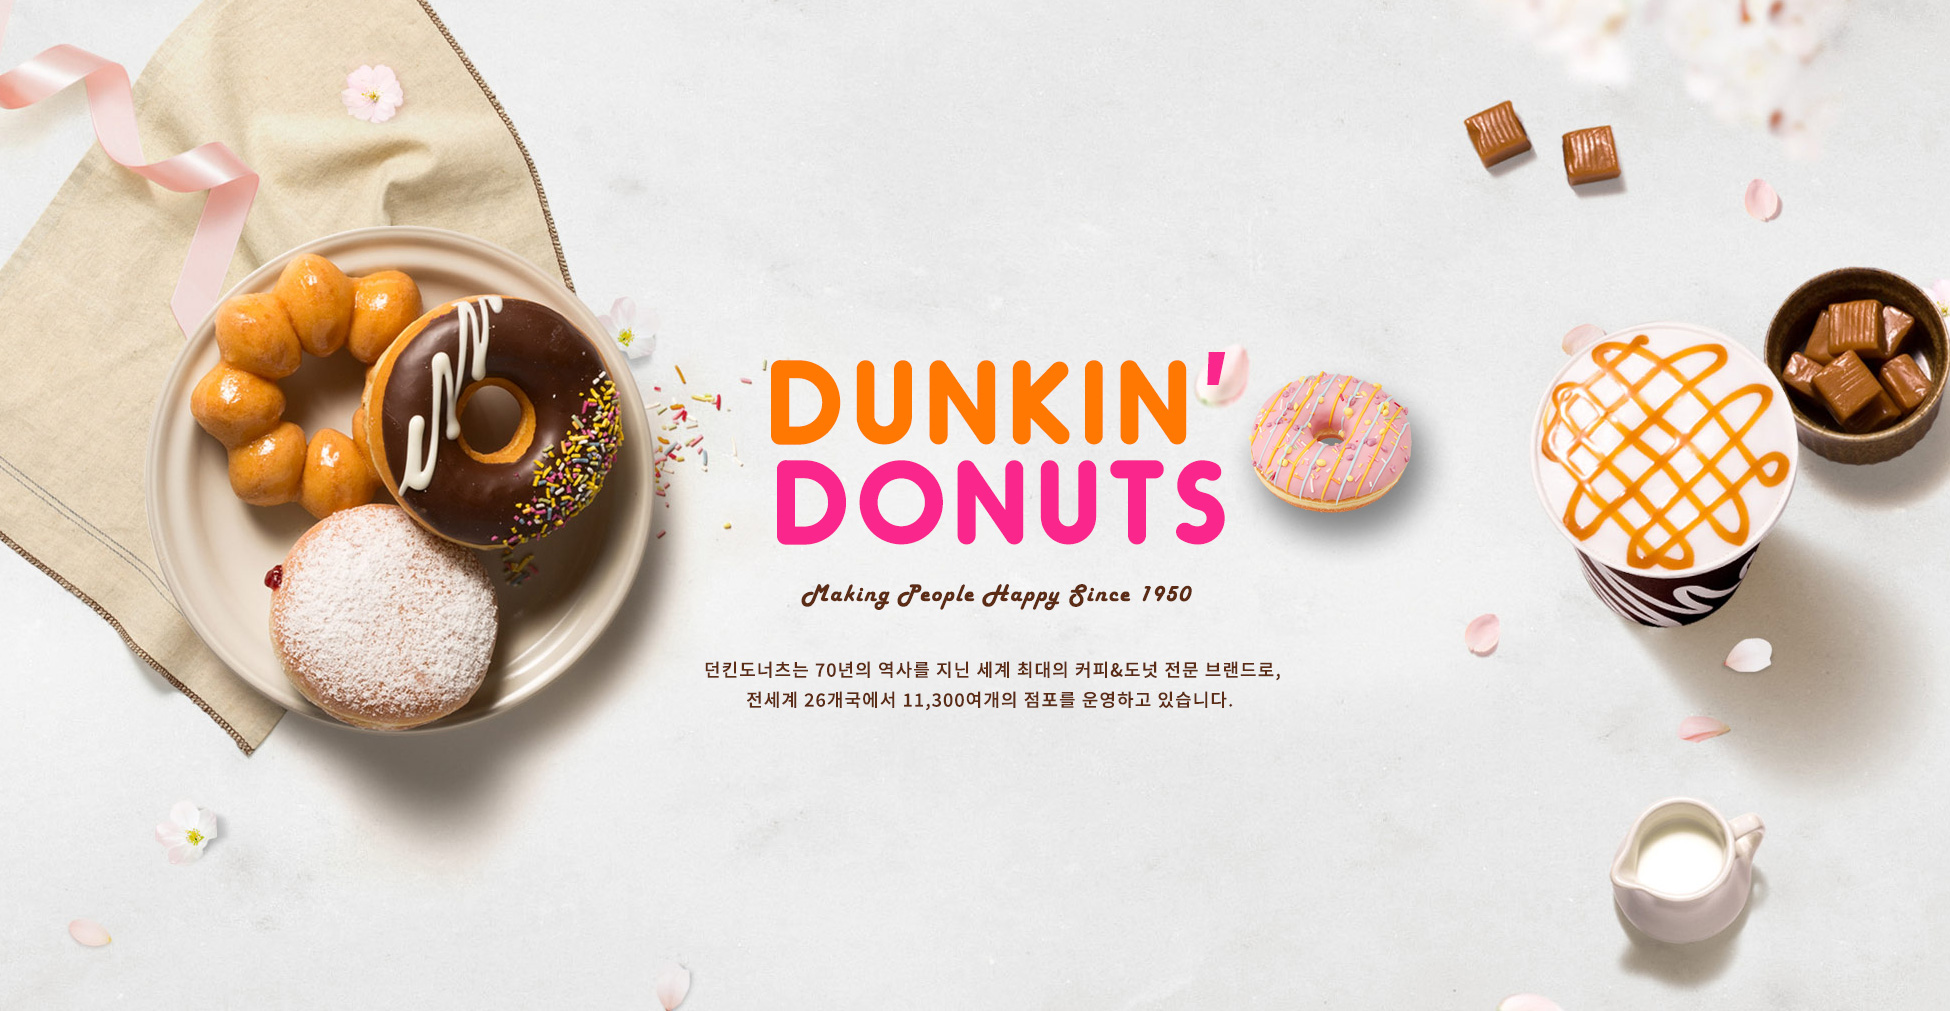 DUNKIN'
DONUTS
Making People Happy Since 1950
던킨도너츠는 70년의 역사를 지닌 세계 최대의 커피&도넛 전문 브랜드로,
전세계 26개국에서 11,300여개의 점포를 운영하고 있습니다.